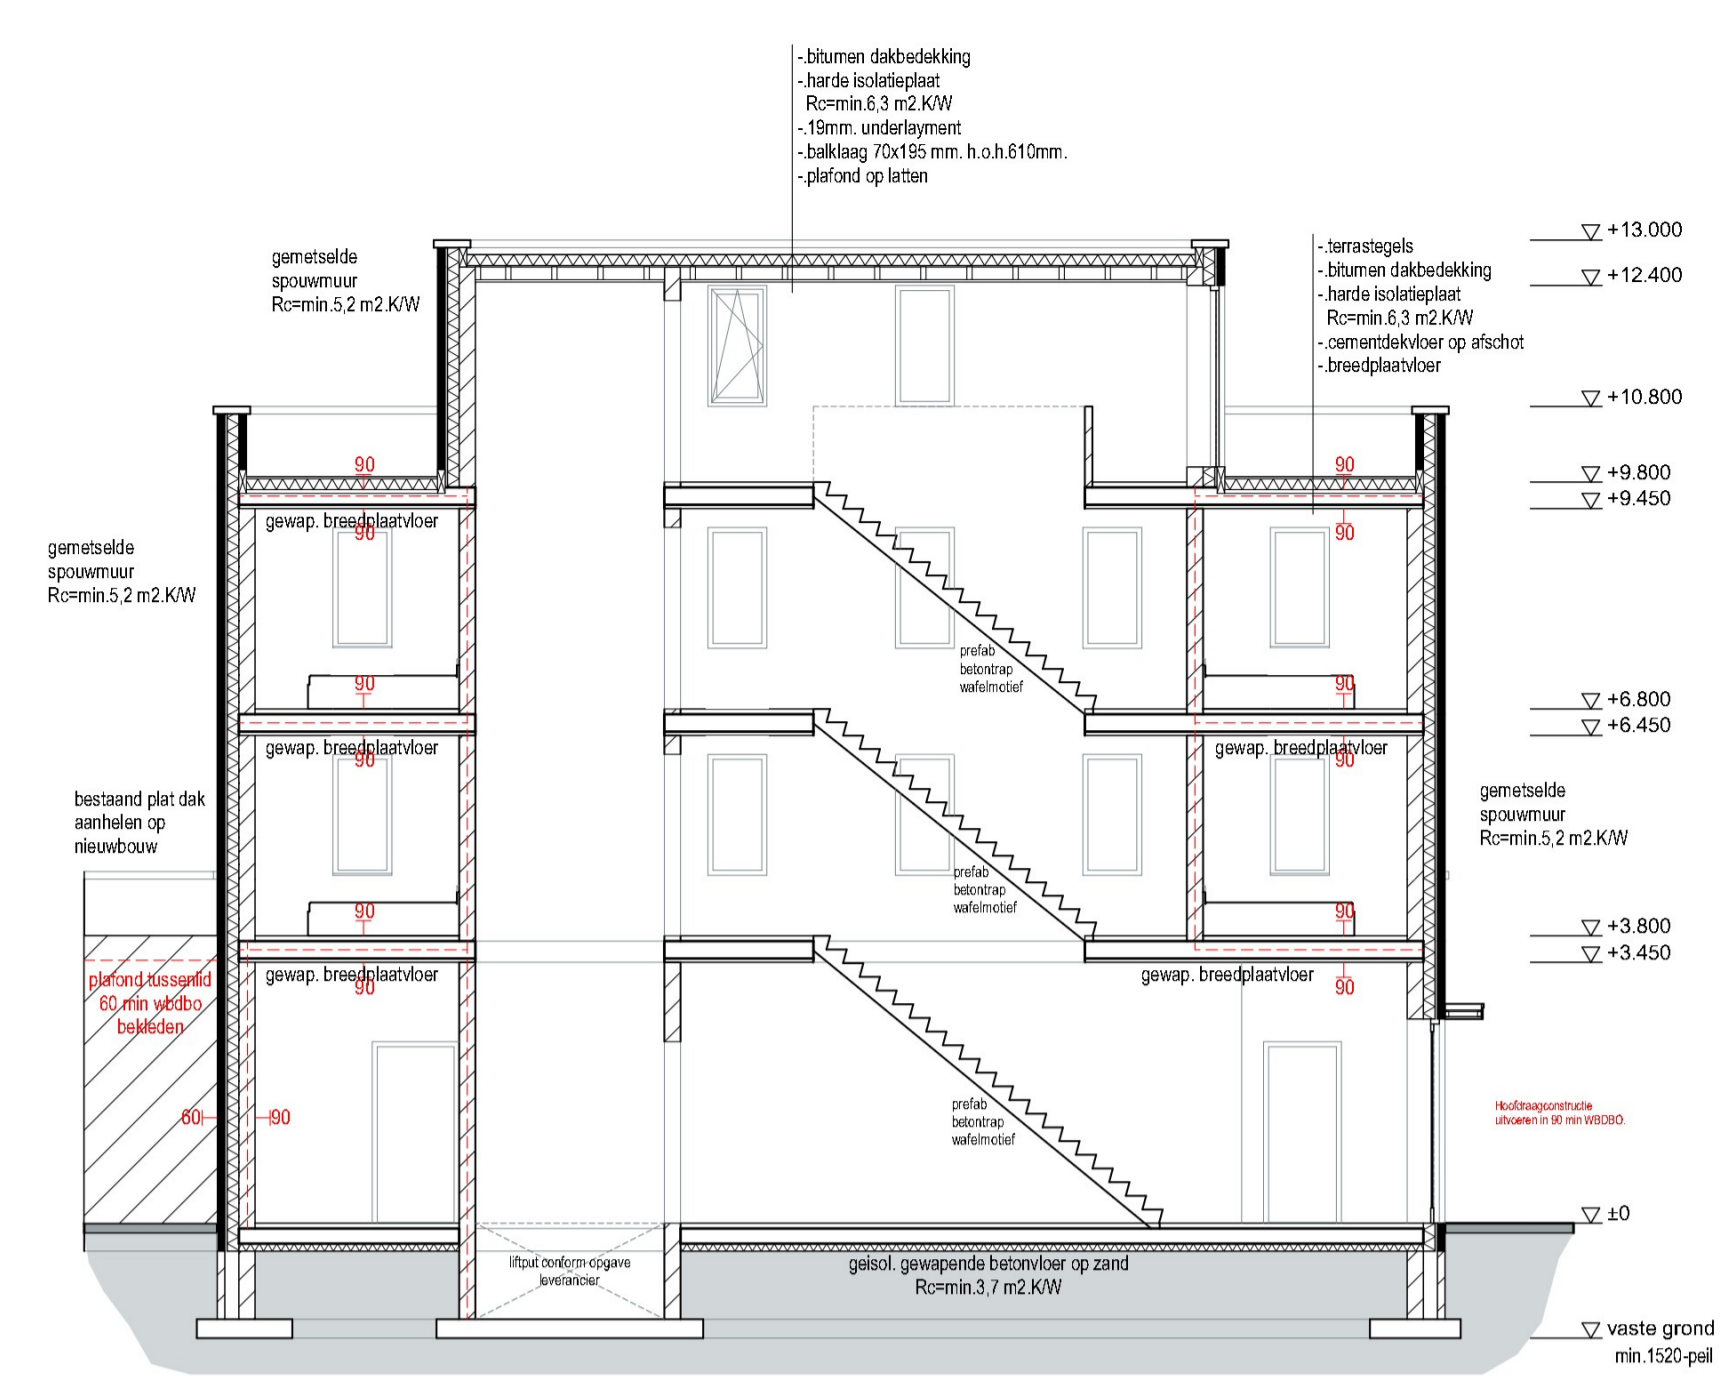 -.bitumen dakbedekking
-.harde isolatieplaat
Rc=min.6,3 m2.K/W
-.19mm. underlayment
-.balklaag 70x195 mm. h.o.h.610mm.
-.plafond op latten
gemetselde
spouwmuur
Rc=min.5,2 m2.K/W
-.terrastegels
-.bitumen dakbedekking
-.harde isolatieplaat
Rc=min.6,3 m2.K/W
-.cementdekvloer op afschot
-.breedplaatvloer
+13.000
+12.400
+10.800
+9.800
+9.450
90
90
gewap. breedplaatvloer
90
90
gemetselde
spouwmuur
Rc=min.5,2 m2.K/W
prefab
betontrap
wafelmotief
90
90
+6.800
+6.450
gewap. breedplaatvloer
90
gewap. breedplaatvloer
90
bestaand plat dak
aanhelen op
nieuwbouw
gemetselde
spouwmuur
Rc=min.5,2 m2.K/W
prefab
betontrap
wafelmotief
90
90
+3.800
+3.450
gewap. breedplaatvloer
90
gewap. breedplaatvloer
90
plafond tussenlid
60 min wbdbo
bekleden
60
90
prefab
betontrap
wafelmotief
Hoofddraagconstructie
uitvoeren in 90 min WBDBO.
±0
liftput conform opgave
leverancier
geisol. gewapende betonvloer op zand
Rc=min.3,7 m2.K/W
vaste grond
min.1520-peil